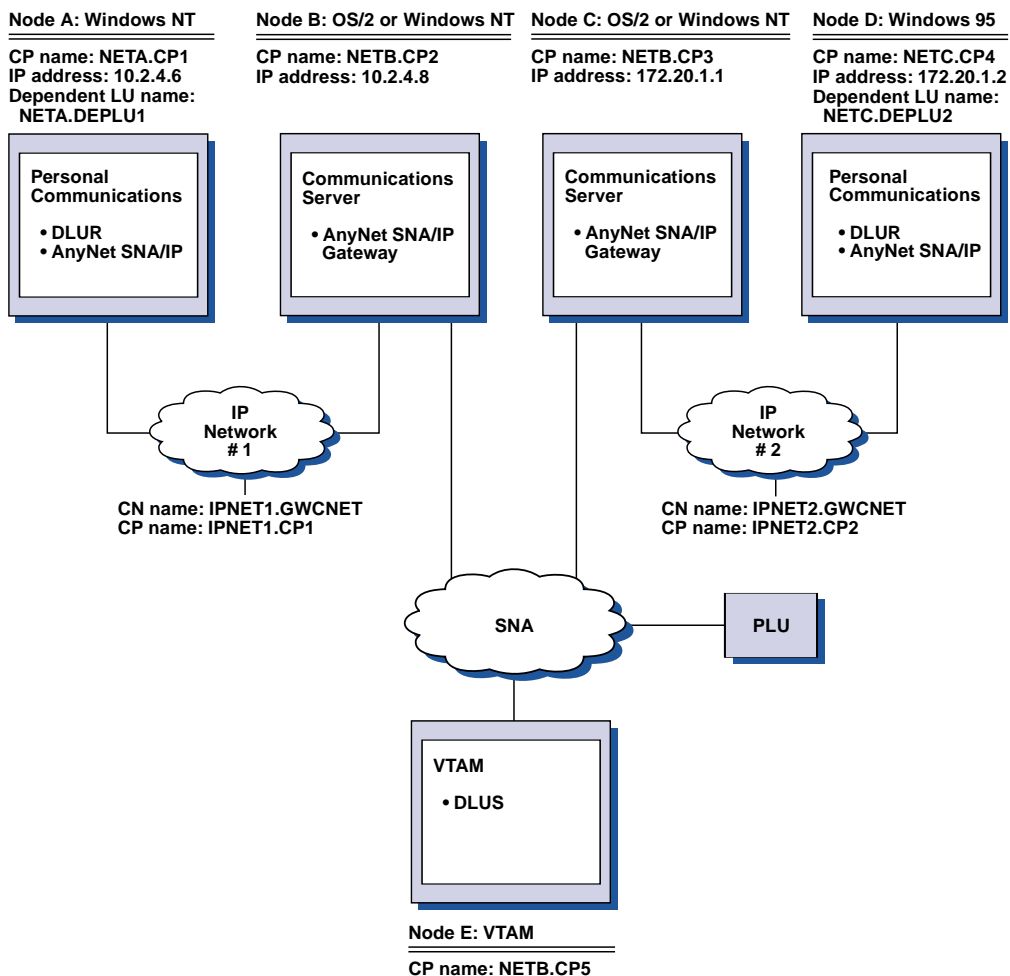 Node A: Windows NT
CP name: NETA.CP1
IP address: 10.2.4.6
Dependent LU name:
NETA.DEPLU1
Personal
Communications
• DLUR
• AnyNet SNA/IP
Node B: OS/2 or Windows NT
CP name: NETB.CP2
IP address: 10.2.4.8
Communications
Server
• AnyNet SNA/IP
Gateway
Node C: OS/2 or Windows NT
CP name: NETB.CP3
IP address: 172.20.1.1
Communications
Server
• AnyNet SNA/IP
Gateway
Node D: Windows 95
CP name: NETC.CP4
IP address: 172.20.1.2
Dependent LU name:
NETC.DEPLU2
Personal
Communications
• DLUR
• AnyNet SNA/IP
IP
Network
# 1
CN name: IPNET1.GWCNET
CP name: IPNET1.CP1
IP
Network
# 2
CN name: IPNET2.GWCNET
CP name: IPNET2.CP2
SNA
PLU
VTAM
• DLUS
Node E: VTAM
CP name: NETB.CP5